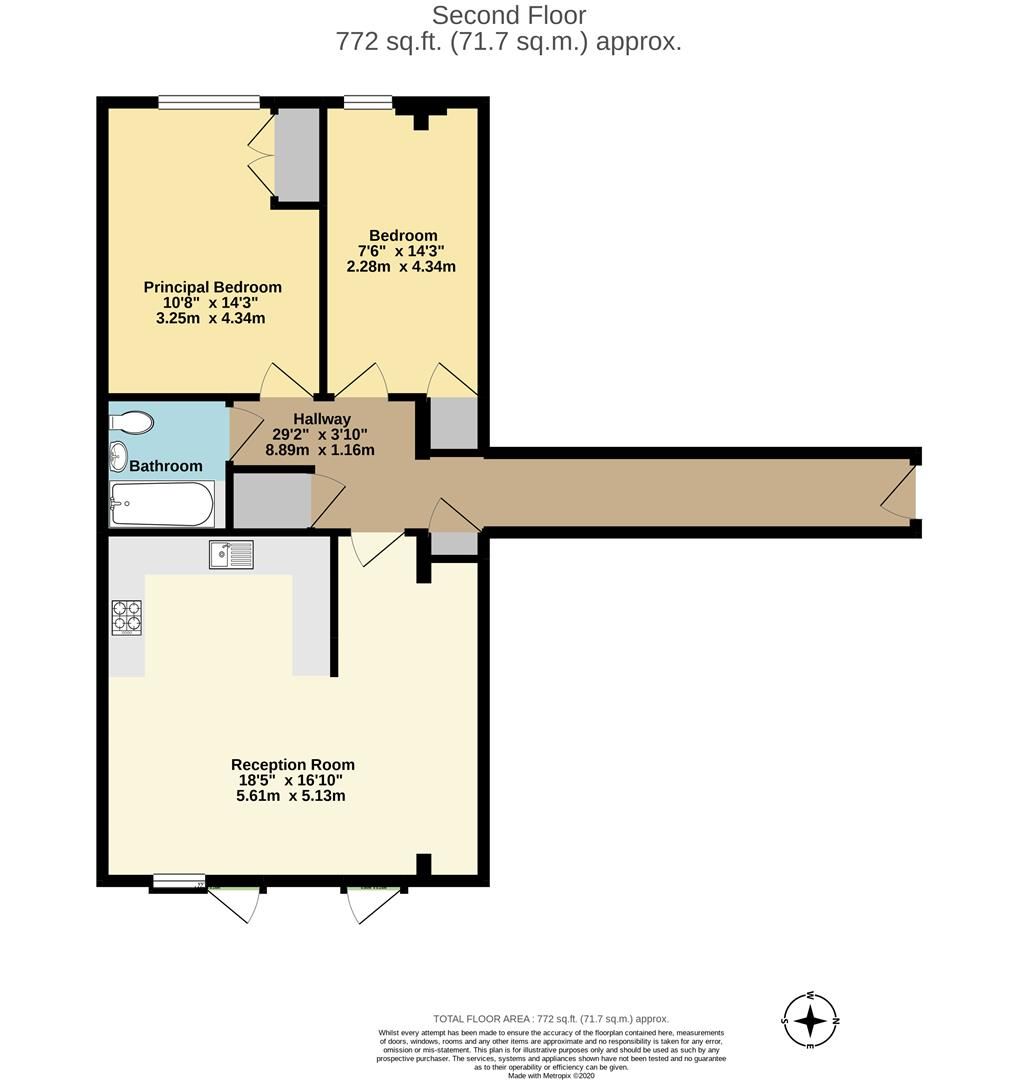 Second Floor
772 sq.ft. (71.7 sq.m.) approx.
Bedroom
7'6" x 14'3"
2.28m x 4.34m
Principal Bedroom
10'8" x 14'3"
3.25m x 4.34m
Hallway
29'2" x 3'10"
8.89m x 1.16m
Bathroom
Reception Room
18'5" x 16'10"
5.61m x 5.13m
W
S
N
E
TOTAL FLOOR AREA : 772 sq.ft. (71.7 sq.m.) approx.
Whilst every attempt has been made to ensure the accuracy of the floorplan contained here, measurements
of doors, windows, rooms and any other items are approximate and no responsibility is taken for any error,
omission or mis-statement. This plan is for illustrative purposes only and should be used as such by any
prospective purchaser. The services, systems and appliances shown have not been tested and no guarantee
as to their operability or efficiency can be given.
Made with Metropix ©2020